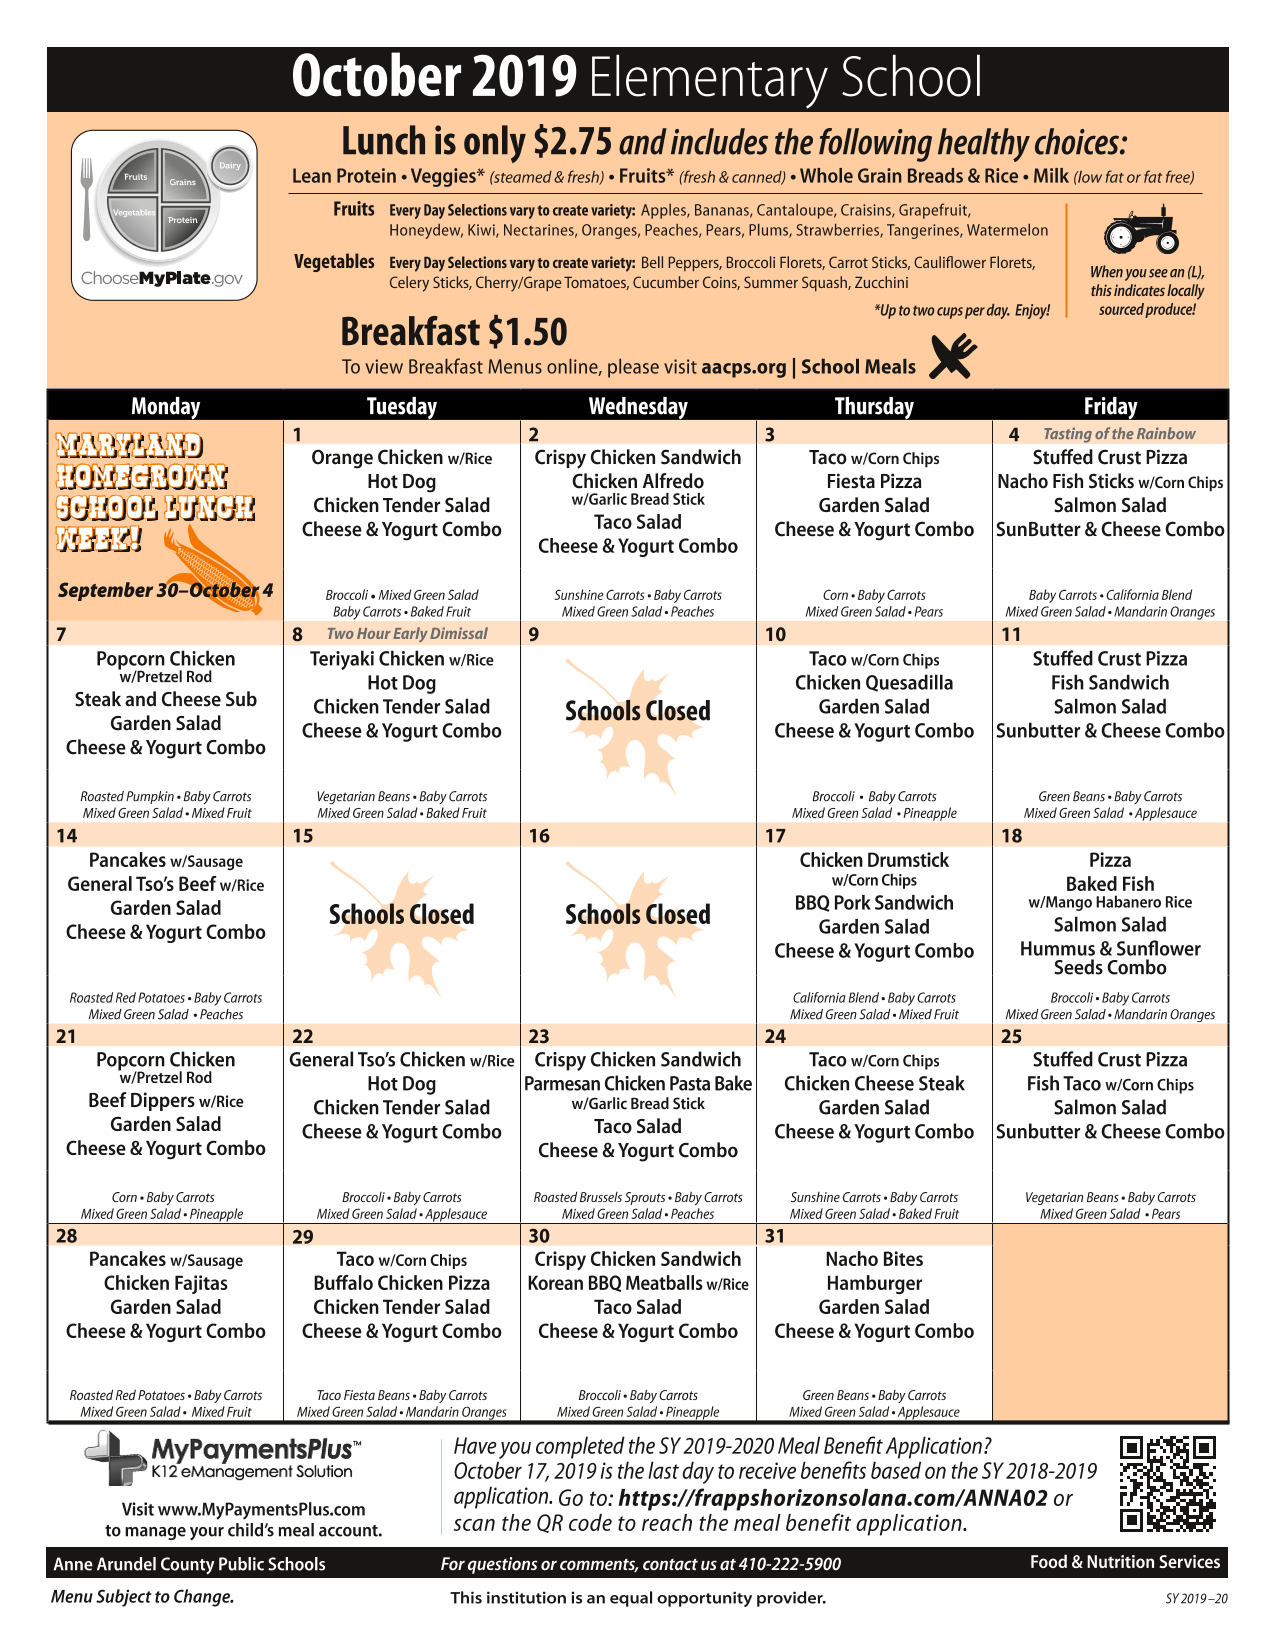 October 2019 Elementary School
Fruits
Grains
Dairy
Vegetables
Protein
ChooseMyPlate.gov
Lunch is only $2.75 and includes the following healthy choices:
Lean Protein • Veggies* (steamed & fresh) • Fruits* (fresh & canned) • Whole Grain Breads & Rice • Milk (low fat or fat free)
Fruits Every Day Selections vary to create variety: Apples, Bananas, Cantaloupe, Craisins, Grapefruit,
Honeydew, Kiwi, Nectarines, Oranges, Peaches, Pears, Plums, Strawberries, Tangerines, Watermelon
Vegetables Every Day Selections vary to create variety: Bell Peppers, Broccoli Florets, Carrot Sticks, Cauliflower Florets,
Celery Sticks, Cherry/Grape Tomatoes, Cucumber Coins, Summer Squash, Zucchini
*Up to two cups per day. Enjoy!
When you see an (L),
this indicates locally
sourced produce!
Breakfast $1.50
To view Breakfast Menus online, please visit aacps.org | School Meals
Monday Tuesday Wednesday Thursday Friday
MARYLAND
HOMEGROWN
SCHOOL LUNCH
WEEK!
September 30–October 4
1
Orange Chicken w/Rice
Hot Dog
Chicken Tender Salad
Cheese & Yogurt Combo
Broccoli • Mixed Green Salad
Baby Carrots • Baked Fruit
2
Crispy Chicken Sandwich
Chicken Alfredo
w/Garlic Bread Stick
Taco Salad
Cheese & Yogurt Combo
Sunshine Carrots • Baby Carrots
Mixed Green Salad • Peaches
3
Taco w/Corn Chips
Fiesta Pizza
Garden Salad
Cheese & Yogurt Combo
Corn • Baby Carrots
Mixed Green Salad • Pears
4 Tasting of the Rainbow
Stuffed Crust Pizza
Nacho Fish Sticks w/Corn Chips
Salmon Salad
SunButter & Cheese Combo
Baby Carrots • California Blend
Mixed Green Salad • Mandarin Oranges
7
Popcorn Chicken
w/Pretzel Rod
Steak and Cheese Sub
Garden Salad
Cheese & Yogurt Combo
Roasted Pumpkin • Baby Carrots
Mixed Green Salad • Mixed Fruit
8 Two Hour Early Dimissal
Teriyaki Chicken w/Rice
Hot Dog
Chicken Tender Salad
Cheese & Yogurt Combo
Vegetarian Beans • Baby Carrots
Mixed Green Salad • Baked Fruit
9
Schools Closed
10
Taco w/Corn Chips
Chicken Quesadilla
Garden Salad
Cheese & Yogurt Combo
Broccoli • Baby Carrots
Mixed Green Salad • Pineapple
11
Stuffed Crust Pizza
Fish Sandwich
Salmon Salad
Sunbutter & Cheese Combo
Green Beans • Baby Carrots
Mixed Green Salad • Applesauce
14
Pancakes w/Sausage
General Tso's Beef w/Rice
Garden Salad
Cheese & Yogurt Combo
Roasted Red Potatoes • Baby Carrots
Mixed Green Salad • Peaches
15
Schools Closed
16
Schools Closed
17
Chicken Drumstick
w/Corn Chips
BBQ Pork Sandwich
Garden Salad
Cheese & Yogurt Combo
California Blend • Baby Carrots
Mixed Green Salad • Mixed Fruit
18
Pizza
Baked Fish
w/Mango Habanero Rice
Salmon Salad
Hummus & Sunflower
Seeds Combo
Broccoli • Baby Carrots
Mixed Green Salad • Mandarin Oranges
21
Popcorn Chicken
w/Pretzel Rod
Beef Dippers w/Rice
Garden Salad
Cheese & Yogurt Combo
Corn • Baby Carrots
Mixed Green Salad • Pineapple
22
General Tso's Chicken w/Rice
Hot Dog
Chicken Tender Salad
Cheese & Yogurt Combo
Broccoli • Baby Carrots
Mixed Green Salad • Applesauce
23
Crispy Chicken Sandwich
Parmesan Chicken Pasta Bake
w/Garlic Bread Stick
Taco Salad
Cheese & Yogurt Combo
Roasted Brussels Sprouts • Baby Carrots
Mixed Green Salad • Peaches
24
Taco w/Corn Chips
Chicken Cheese Steak
Garden Salad
Cheese & Yogurt Combo
Sunshine Carrots • Baby Carrots
Mixed Green Salad • Baked Fruit
25
Stuffed Crust Pizza
Fish Taco w/Corn Chips
Salmon Salad
Sunbutter & Cheese Combo
Vegetarian Beans • Baby Carrots
Mixed Green Salad • Pears
28
Pancakes w/Sausage
Chicken Fajitas
Garden Salad
Cheese & Yogurt Combo
Roasted Red Potatoes • Baby Carrots
Mixed Green Salad • Mixed Fruit
29
Taco w/Corn Chips
Buffalo Chicken Pizza
Chicken Tender Salad
Cheese & Yogurt Combo
Taco Fiesta Beans • Baby Carrots
Mixed Green Salad • Mandarin Oranges
30
Crispy Chicken Sandwich
Korean BBQ Meatballs w/Rice
Taco Salad
Cheese & Yogurt Combo
Broccoli • Baby Carrots
Mixed Green Salad • Pineapple
31
Nacho Bites
Hamburger
Garden Salad
Cheese & Yogurt Combo
Green Beans • Baby Carrots
Mixed Green Salad • Applesauce
MyPaymentsPlus™
K12 eManagement Solution
Visit www.MyPaymentsPlus.com
to manage your child's meal account.
Have you completed the SY 2019-2020 Meal Benefit Application?
October 17, 2019 is the last day to receive benefits based on the SY 2018-2019
application. Go to: https://frappshorizonsolana.com/ANNA02 or
scan the QR code to reach the meal benefit application.
Anne Arundel County Public Schools For questions or comments, contact us at 410-222-5900 Food & Nutrition Services
Menu Subject to Change. This institution is an equal opportunity provider. SY 2019–20